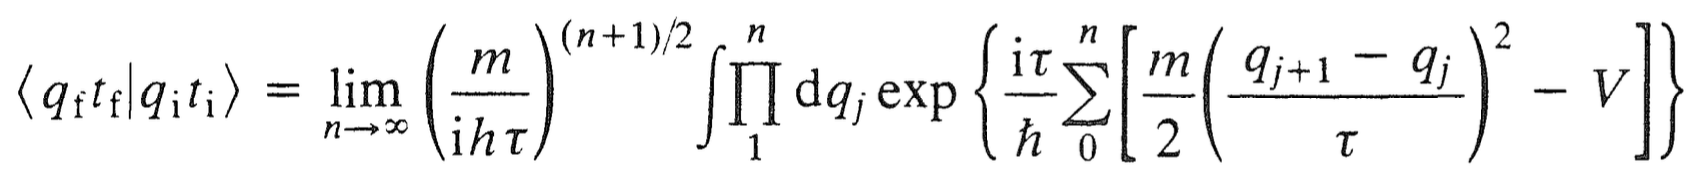 ⟨q_f t_f|q_i t_i⟩ = lim_{n→∞} (m/(ihτ))^{(n+1)/2} ∫∏_1^n dq_j exp {(iτ/ħ) ∑_0^n [(m/2)((q_{j+1} − q_j)/τ)^2 − V]}